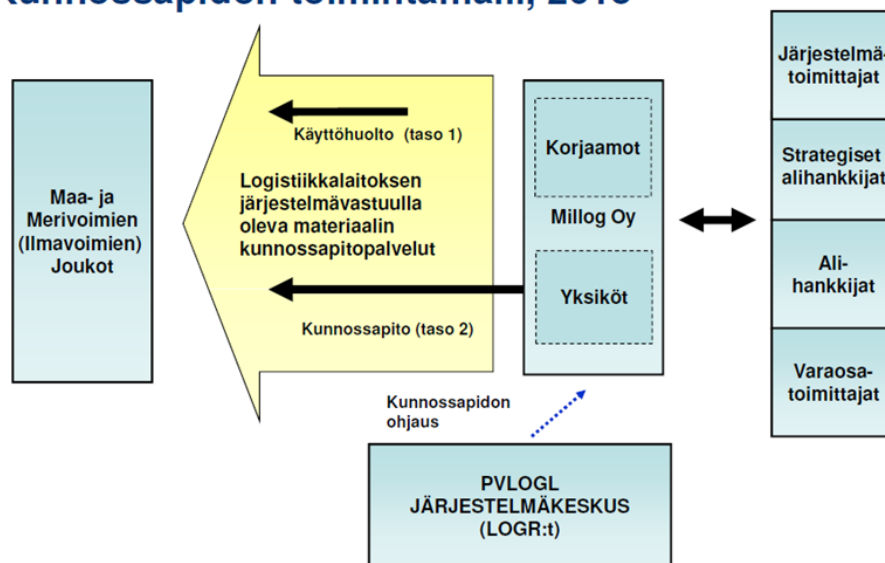 Maa- ja
Merivoimien
(Ilmavoimien)
Joukot
Käyttöhuolto (taso 1)
Logistiikkalaitoksen
järjestelmävastuulla
oleva materiaalin
kunnossapitopalvelut
Kunnossapito (taso 2)
Korjaamot
Millog Oy
Yksiköt
Järjestelmä-
toimittajat
Strategiset
alihankkijat
Ali-
hankkijat
Varaosa-
toimittajat
Kunnossapidon
ohjaus
PVLOGL
JÄRJESTELMÄKESKUS
(LOGR:t)